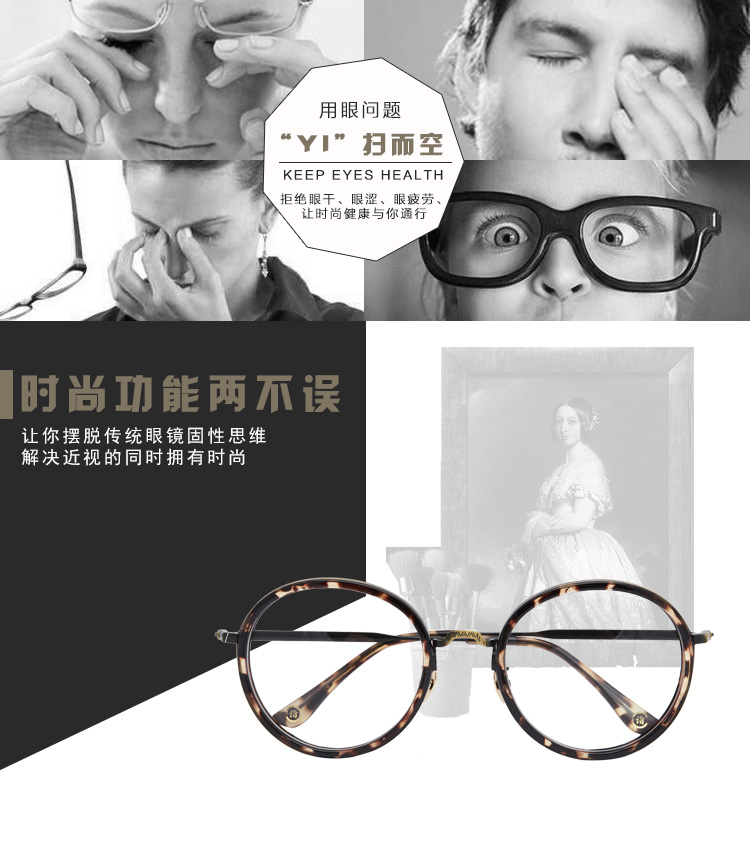 用眼问题
“YI” 扫而空
KEEP EYES HEALTH
拒绝眼干、眼涩、眼疲劳、
让时尚健康与你通行
时尚功能两不误
让你摆脱传统眼镜固性思维
解决近视的同时拥有时尚